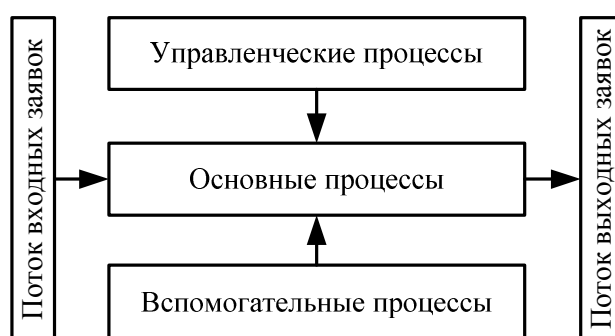 Поток входных заявок
Управленческие процессы
Основные процессы
Вспомогательные процессы
Поток выходных заявок